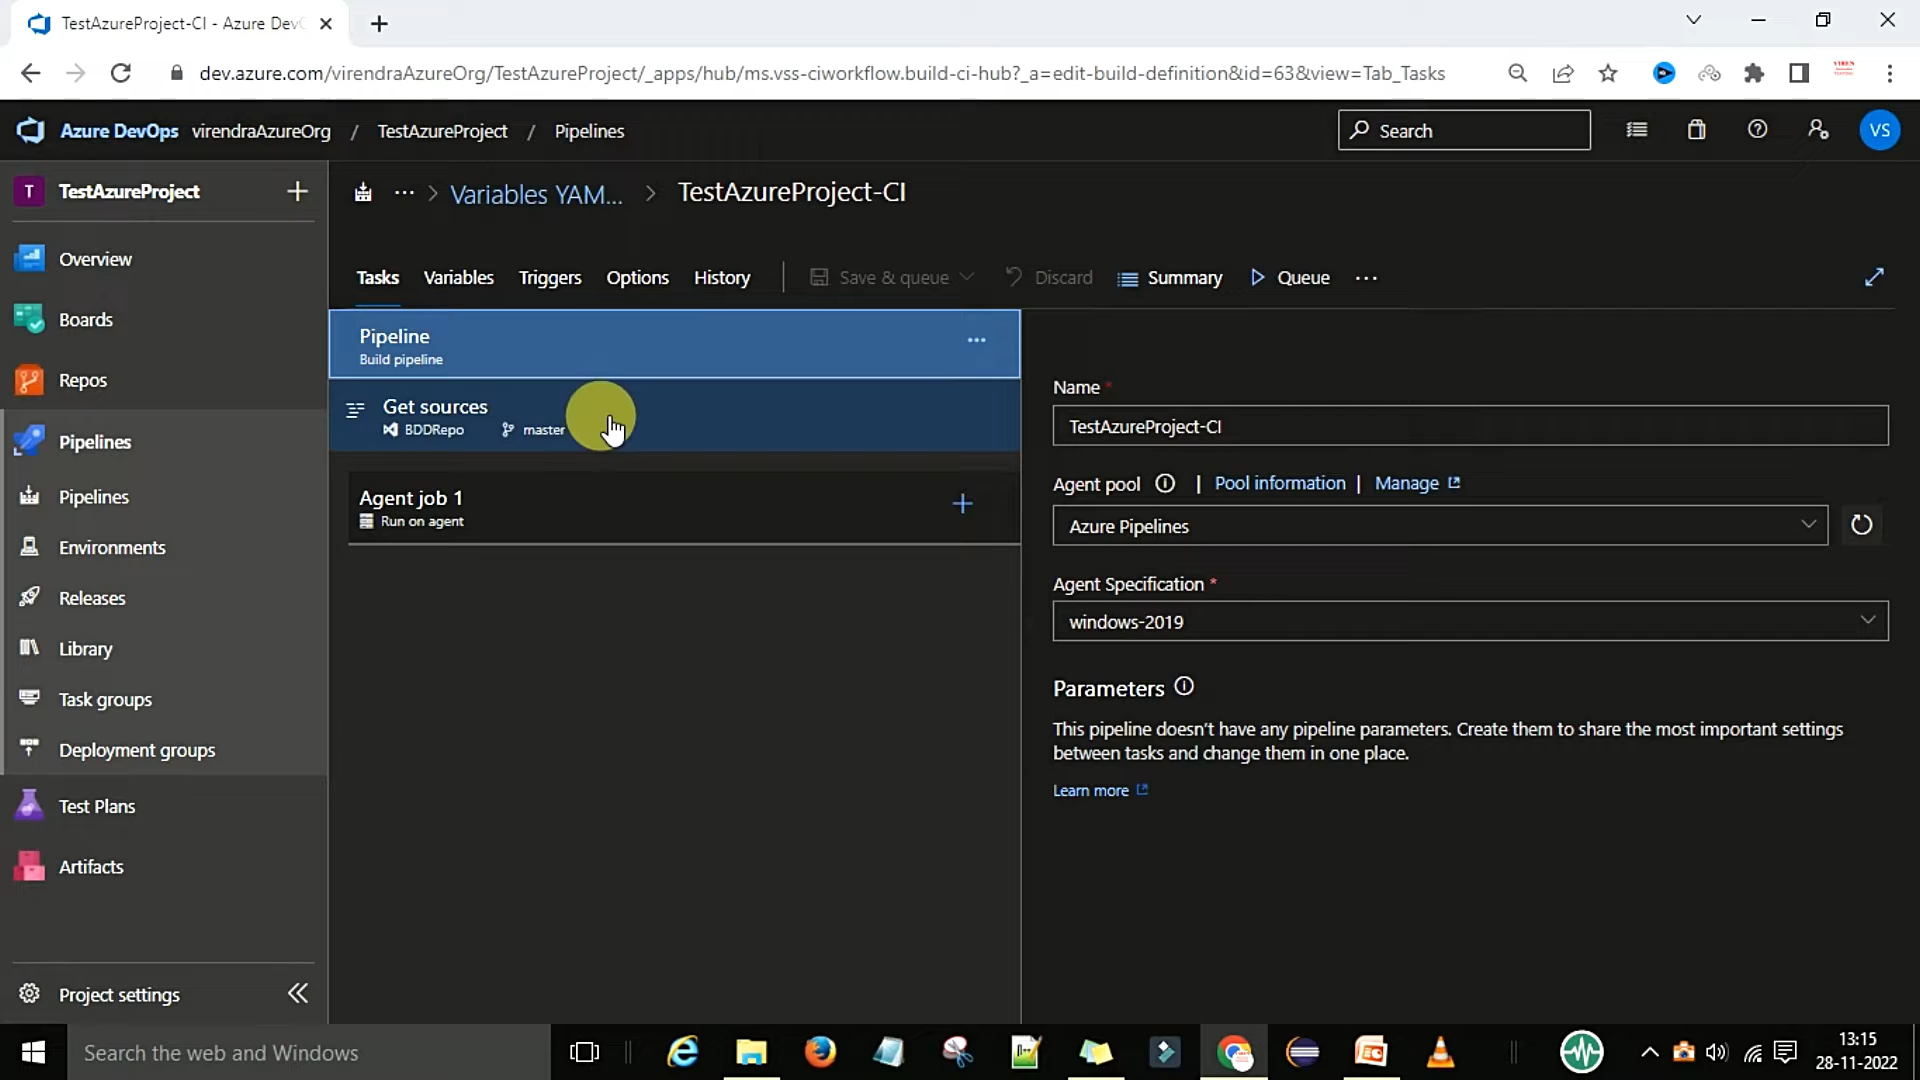 TestAzureProject-CI - Azure Dev
dev.azure.com/virendraAzureOrg/TestAzureProject/_apps/hub/ms.vss-ciworkflow.build-ci-hub?_a=edit-build-definition&id=63&view=Tab_Tasks
Azure DevOps virendraAzureOrg / TestAzureProject / Pipelines
Search
VS
T TestAzureProject
Overview
Boards
Repos
Pipelines
Pipelines
Environments
Releases
Library
Task groups
Deployment groups
Test Plans
Artifacts
Project settings
... > Variables YAM... > TestAzureProject-CI
Tasks Variables Triggers Options History Save & queue Discard Summary Queue ...
Pipeline
Build pipeline
Get sources
BDDRepo master
Agent job 1
Run on agent
Name *
TestAzureProject-CI
Agent pool | Pool information | Manage
Azure Pipelines
Agent Specification *
windows-2019
Parameters
This pipeline doesn't have any pipeline parameters. Create them to share the most important settings
between tasks and change them in one place.
Learn more
Search the web and Windows
13:15
28-11-2022